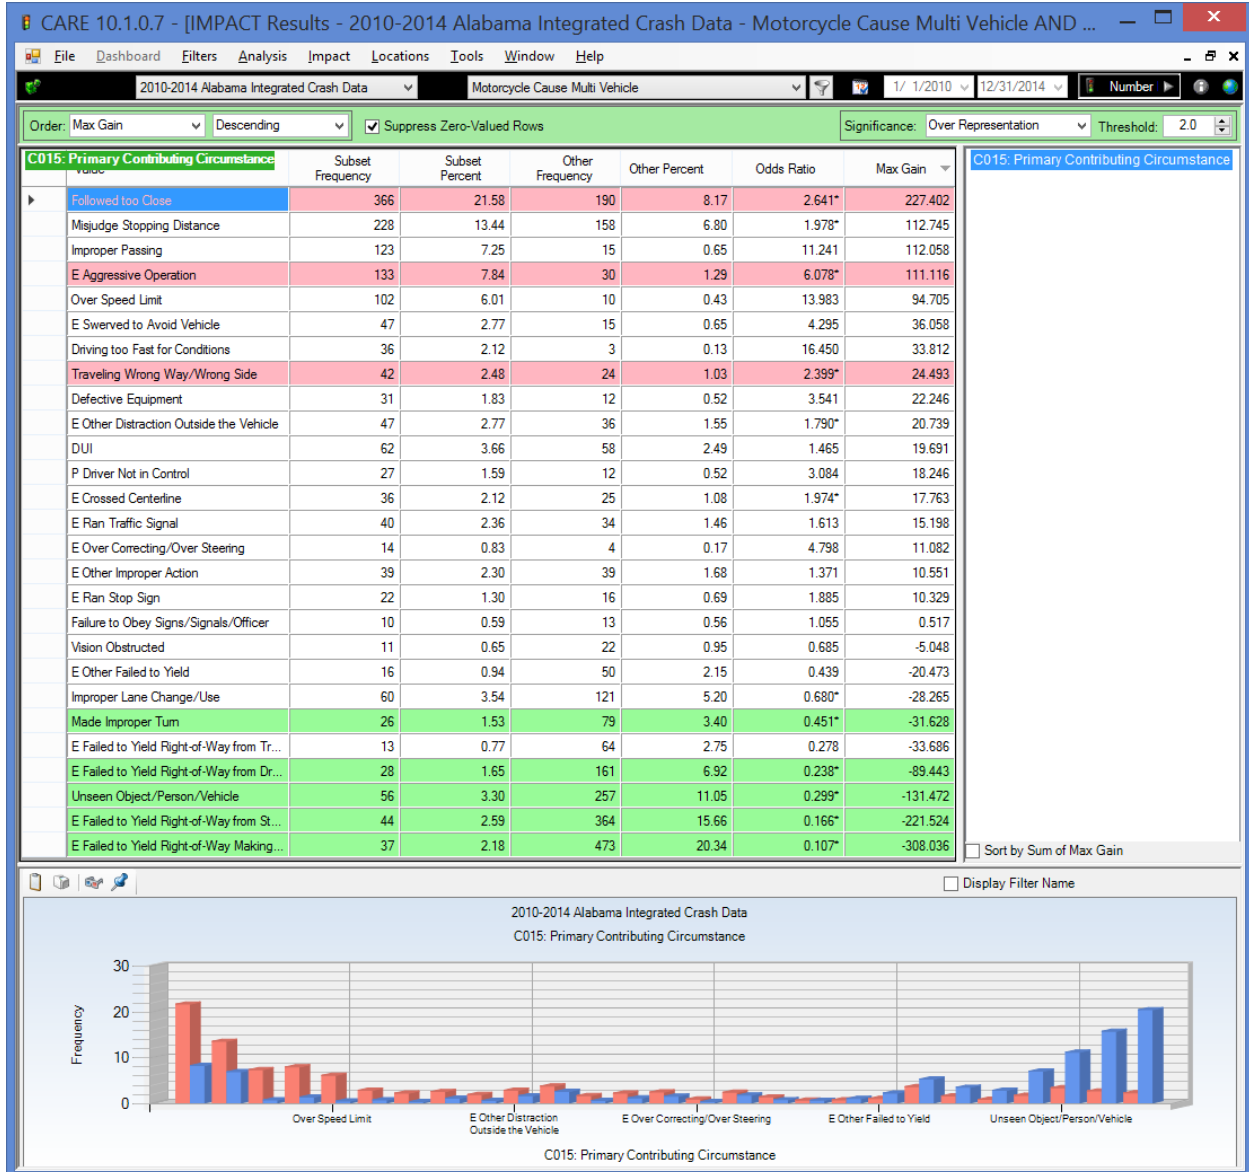 CARE 10.1.0.7 - [IMPACT Results - 2010-2014 Alabama Integrated Crash Data - Motorcycle Cause Multi Vehicle AND ...
File Dashboard Filters Analysis Impact Locations Tools Window Help
2010-2014 Alabama Integrated Crash Data Motorcycle Cause Multi Vehicle 1/ 1/2010 12/31/2014 Number
Order: Max Gain Descending Suppress Zero-Valued Rows Significance: Over Representation Threshold: 2.0
C015: Primary Contributing Circumstance Subset Frequency Subset Percent Other Frequency Other Percent Odds Ratio Max Gain C015: Primary Contributing Circumstance
Followed too Close 366 21.58 190 8.17 2.641* 227.402
Misjudge Stopping Distance 228 13.44 158 6.80 1.978* 112.745
Improper Passing 123 7.25 15 0.65 11.241 112.058
E Aggressive Operation 133 7.84 30 1.29 6.078* 111.116
Over Speed Limit 102 6.01 10 0.43 13.983 94.705
E Swerved to Avoid Vehicle 47 2.77 15 0.65 4.295 36.058
Driving too Fast for Conditions 36 2.12 3 0.13 16.450 33.812
Traveling Wrong Way/Wrong Side 42 2.48 24 1.03 2.399* 24.493
Defective Equipment 31 1.83 12 0.52 3.541 22.246
E Other Distraction Outside the Vehicle 47 2.77 36 1.55 1.790* 20.739
DUI 62 3.66 58 2.49 1.465 19.691
P Driver Not in Control 27 1.59 12 0.52 3.084 18.246
E Crossed Centerline 36 2.12 25 1.08 1.974* 17.763
E Ran Traffic Signal 40 2.36 34 1.46 1.613 15.198
E Over Correcting/Over Steering 14 0.83 4 0.17 4.798 11.082
E Other Improper Action 39 2.30 39 1.68 1.371 10.551
E Ran Stop Sign 22 1.30 16 0.69 1.885 10.329
Failure to Obey Signs/Signals/Officer 10 0.59 13 0.56 1.055 0.517
Vision Obstructed 11 0.65 22 0.95 0.685 -5.048
E Other Failed to Yield 16 0.94 50 2.15 0.439 -20.473
Improper Lane Change/Use 60 3.54 121 5.20 0.680* -28.265
Made Improper Turn 26 1.53 79 3.40 0.451* -31.628
E Failed to Yield Right-of-Way from Tr... 13 0.77 64 2.75 0.278 -33.686
E Failed to Yield Right-of-Way from Dr... 28 1.65 161 6.92 0.238* -89.443
Unseen Object/Person/Vehicle 56 3.30 257 11.05 0.299* -131.472
E Failed to Yield Right-of-Way from St... 44 2.59 364 15.66 0.166* -221.524
E Failed to Yield Right-of-Way Making... 37 2.18 473 20.34 0.107* -308.036
Sort by Sum of Max Gain
Display Filter Name
2010-2014 Alabama Integrated Crash Data
C015: Primary Contributing Circumstance
30
20
10
0
Frequency
Over Speed Limit
E Other Distraction
Outside the Vehicle
E Over Correcting/Over Steering
E Other Failed to Yield
Unseen Object/Person/Vehicle
C015: Primary Contributing Circumstance